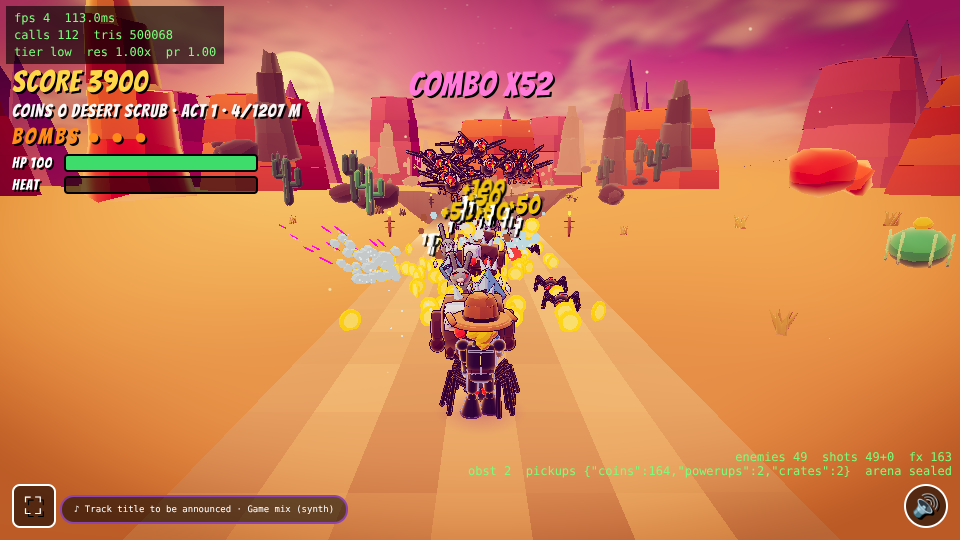 fps 4 113.0ms
calls 112 tris 500068
tier low res 1.00x pr 1.00
SCORE 3900
COINS 0 DESERT SCRUB · ACT 1 · 4/1207 M
BOMBS
HP 100
HEAT
COMBO X52
+100
+50
enemies 49 shots 49+0 fx 163
obst 2 pickups {"coins":164,"powerups":2,"crates":2} arena sealed
♪ Track title to be announced · Game mix (synth)